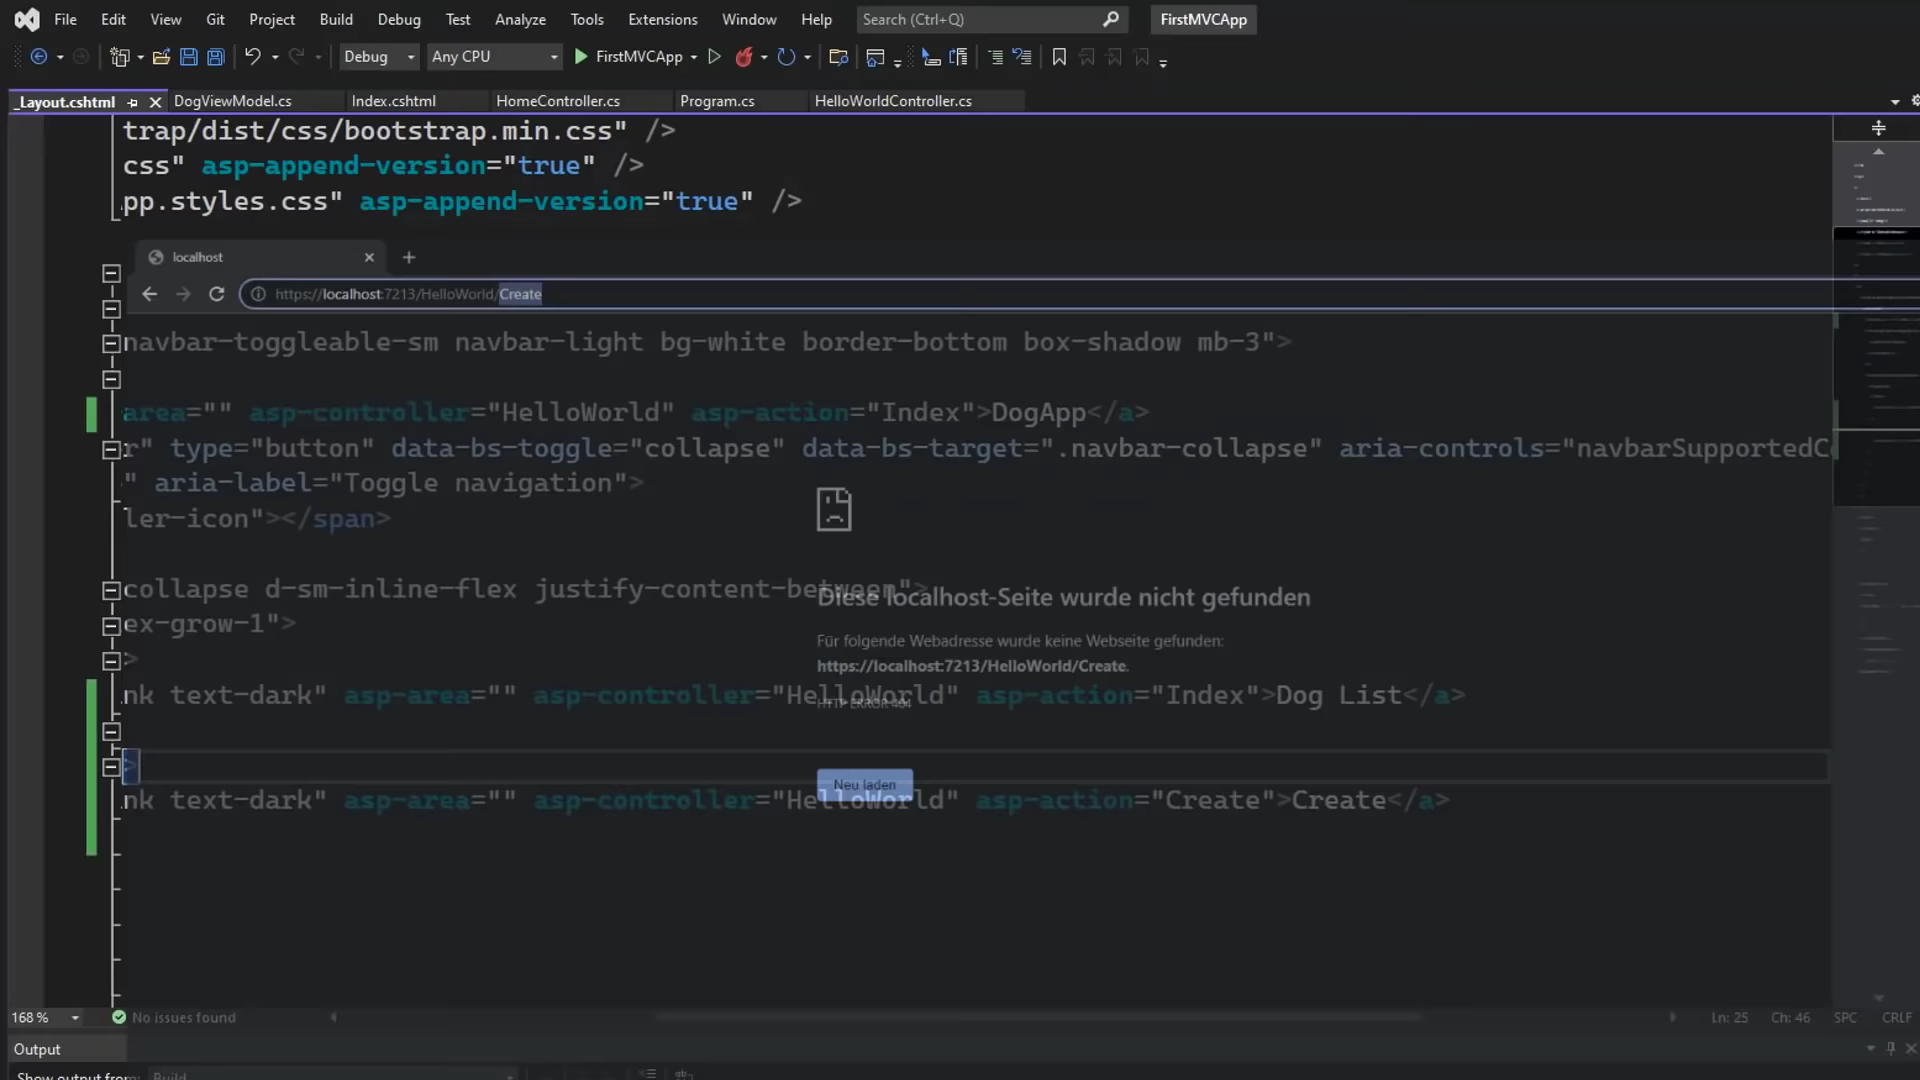 File Edit View Git Project Build Debug Test Analyze Tools Extensions Window Help Search (Ctrl+Q) FirstMVCApp
Debug Any CPU FirstMVCApp
_Layout.cshtml DogViewModel.cs Index.cshtml HomeController.cs Program.cs HelloWorldController.cs
trap/dist/css/bootstrap.min.css" />
css" asp-append-version="true" />
pp.styles.css" asp-append-version="true" />
localhost
https://localhost:7213/HelloWorld/Create
navbar-toggleable-sm navbar-light bg-white border-bottom box-shadow mb-3">
area="" asp-controller="HelloWorld" asp-action="Index">DogApp</a>
r" type="button" data-bs-toggle="collapse" data-bs-target=".navbar-collapse" aria-controls="navbarSupportedC
" aria-label="Toggle navigation">
ler-icon"></span>
collapse d-sm-inline-flex justify-content-between">
Diese localhost-Seite wurde nicht gefunden
ex-grow-1">
Für folgende Webadresse wurde keine Webseite gefunden:
>
https://localhost:7213/HelloWorld/Create.
nk text-dark" asp-area="" asp-controller="HelloWorld" asp-action="Index">Dog List</a>
HTTP ERROR 404
>
Neu laden
nk text-dark" asp-area="" asp-controller="HelloWorld" asp-action="Create">Create</a>
168 % No issues found Ln: 25 Ch: 46 SPC CRLF
Output
Show output from: Build